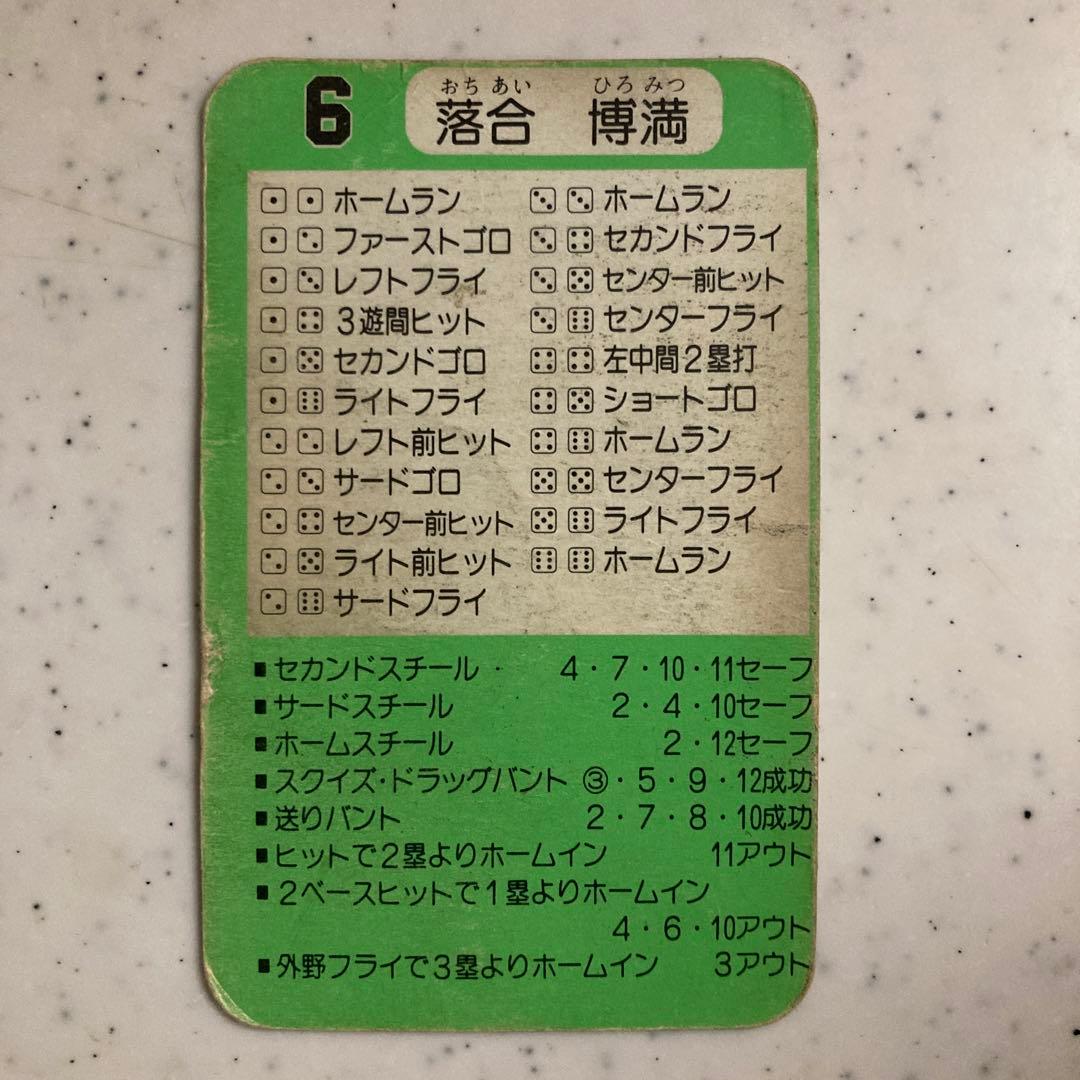 6
おちあい ひろみつ
落合 博満
ホームラン
ファーストゴロ
レフトフライ
3遊間ヒット
セカンドゴロ
ライトフライ
レフト前ヒット
サードゴロ
センター前ヒット
ライト前ヒット
サードフライ
ホームラン
セカンドフライ
センター前ヒット
センターフライ
左中間2塁打
ショートゴロ
ホームラン
センターフライ
ライトフライ
ホームラン
■セカンドスチール 4・7・10・11セーフ
■サードスチール 2・4・10セーフ
■ホームスチール 2・12セーフ
■スクイズ・ドラッグバント ③・5・9・12成功
■送りバント 2・7・8・10成功
■ヒットで2塁よりホームイン 11アウト
■2ベースヒットで1塁よりホームイン
4・6・10アウト
■外野フライで3塁よりホームイン 3アウト